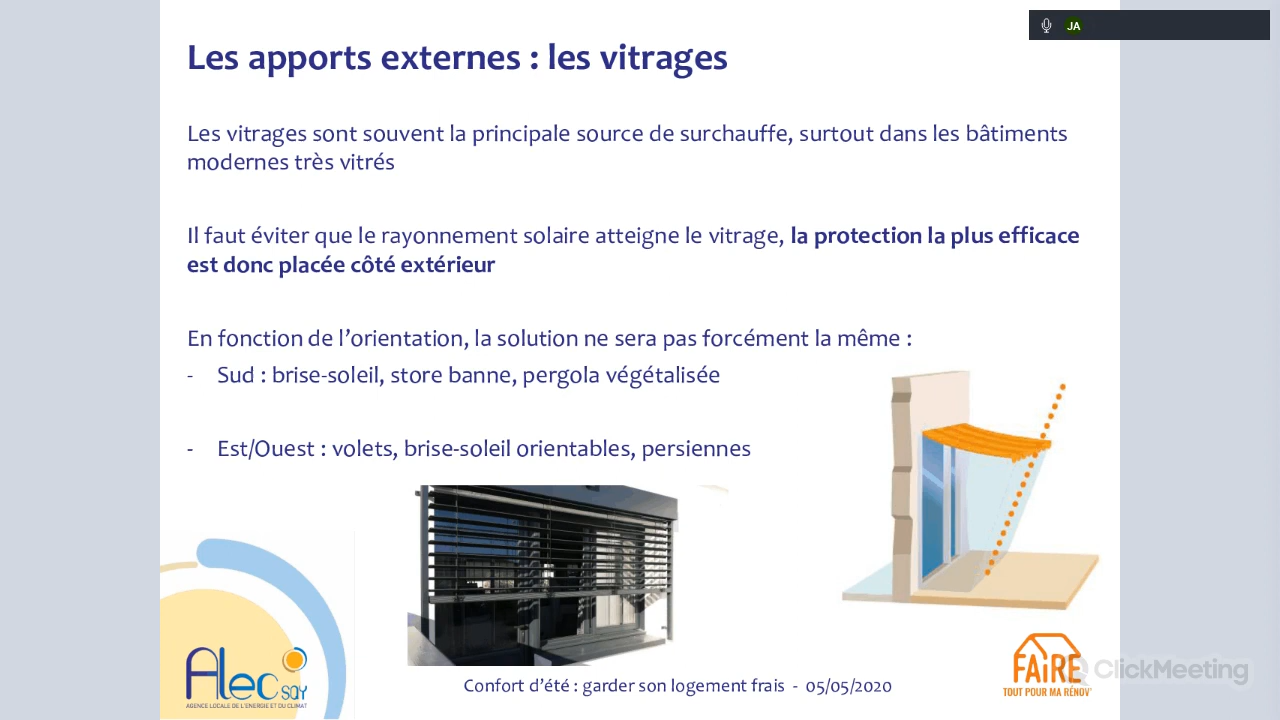 JA
Les apports externes : les vitrages
Les vitrages sont souvent la principale source de surchauffe, surtout dans les bâtiments
modernes très vitrés
Il faut éviter que le rayonnement solaire atteigne le vitrage, la protection la plus efficace
est donc placée côté extérieur
En fonction de l’orientation, la solution ne sera pas forcément la même :
- Sud : brise-soleil, store banne, pergola végétalisée
- Est/Ouest : volets, brise-soleil orientables, persiennes
Alec SQY
AGENCE LOCALE DE L'ENERGIE ET DU CLIMAT
Confort d’été : garder son logement frais - 05/05/2020
FAiRE
TOUT POUR MA RÉNOV'
ClickMeeting